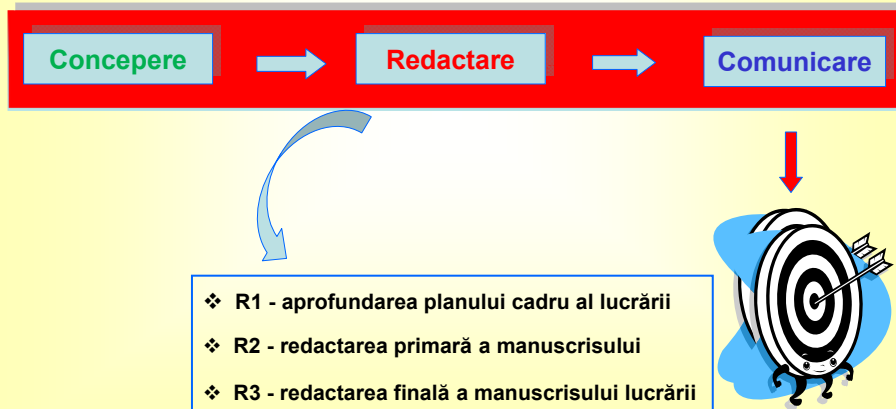 Concepere Redactare Comunicare
❖ R1 - aprofundarea planului cadru al lucrării
❖ R2 - redactarea primară a manuscrisului
❖ R3 - redactarea finală a manuscrisului lucrării